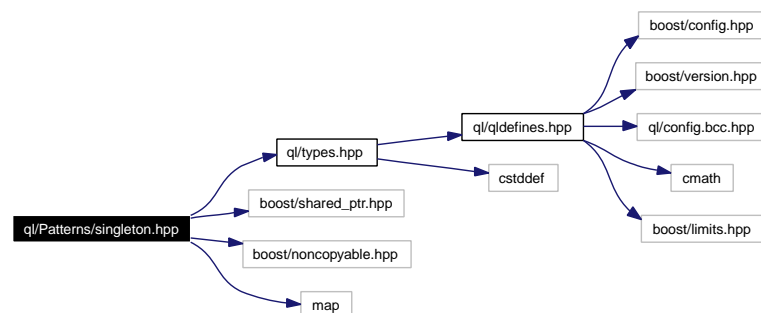 boost/config.hpp
boost/version.hpp
ql/qldefines.hpp
ql/config.bcc.hpp
ql/types.hpp
cstddef
cmath
boost/shared_ptr.hpp
ql/Patterns/singleton.hpp
boost/limits.hpp
boost/noncopyable.hpp
map